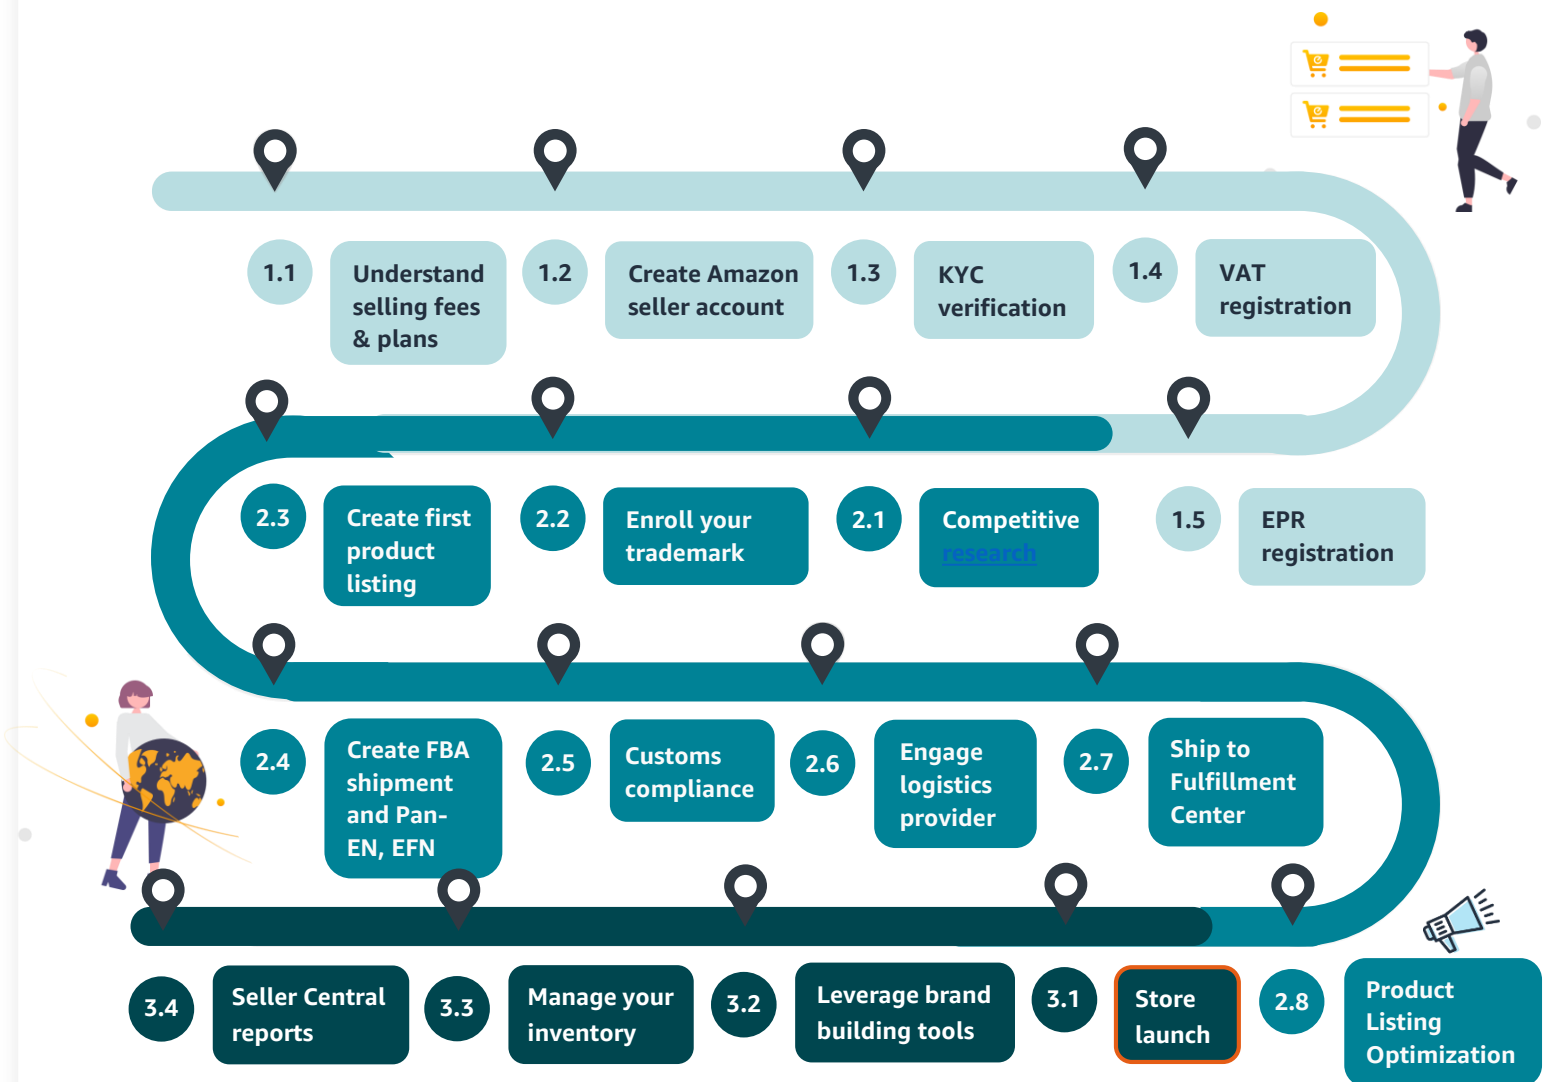 1.1
Understand
selling fees
& plans
1.2
Create Amazon
seller account
1.3
KYC
verification
1.4
VAT
registration
2.3
Create first
product
listing
2.2
Enroll your
trademark
2.1
Competitive
research
1.5
EPR
registration
2.4
Create FBA
shipment
and Pan-
EN, EFN
2.5
Customs
compliance
2.6
Engage
logistics
provider
2.7
Ship to
Fulfillment
Center
3.4
Seller Central
reports
3.3
Manage your
inventory
3.2
Leverage brand
building tools
3.1
Store
launch
2.8
Product
Listing
Optimization